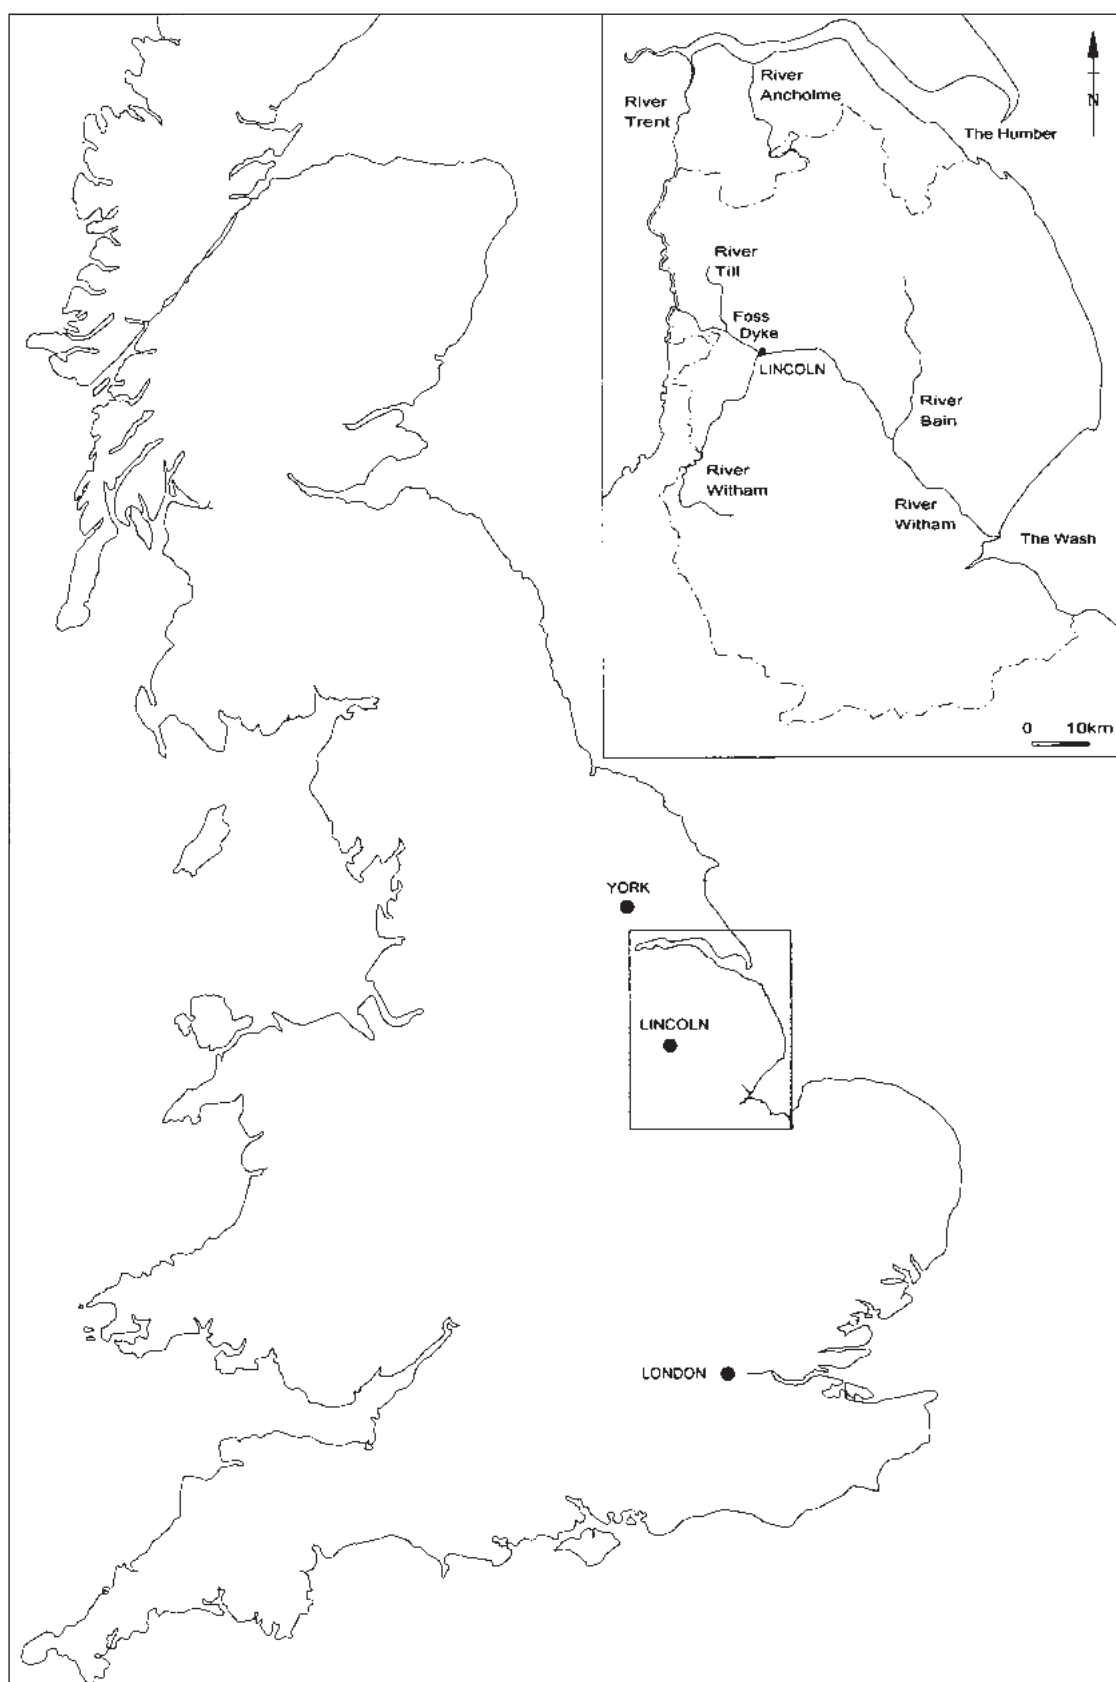 River
Trent
River
Ancholme
N
The Humber
River
Till
Foss
Dyke
LINCOLN
River
Bain
River
Witham
River
Witham
The Wash
0 10km
YORK
LINCOLN
LONDON